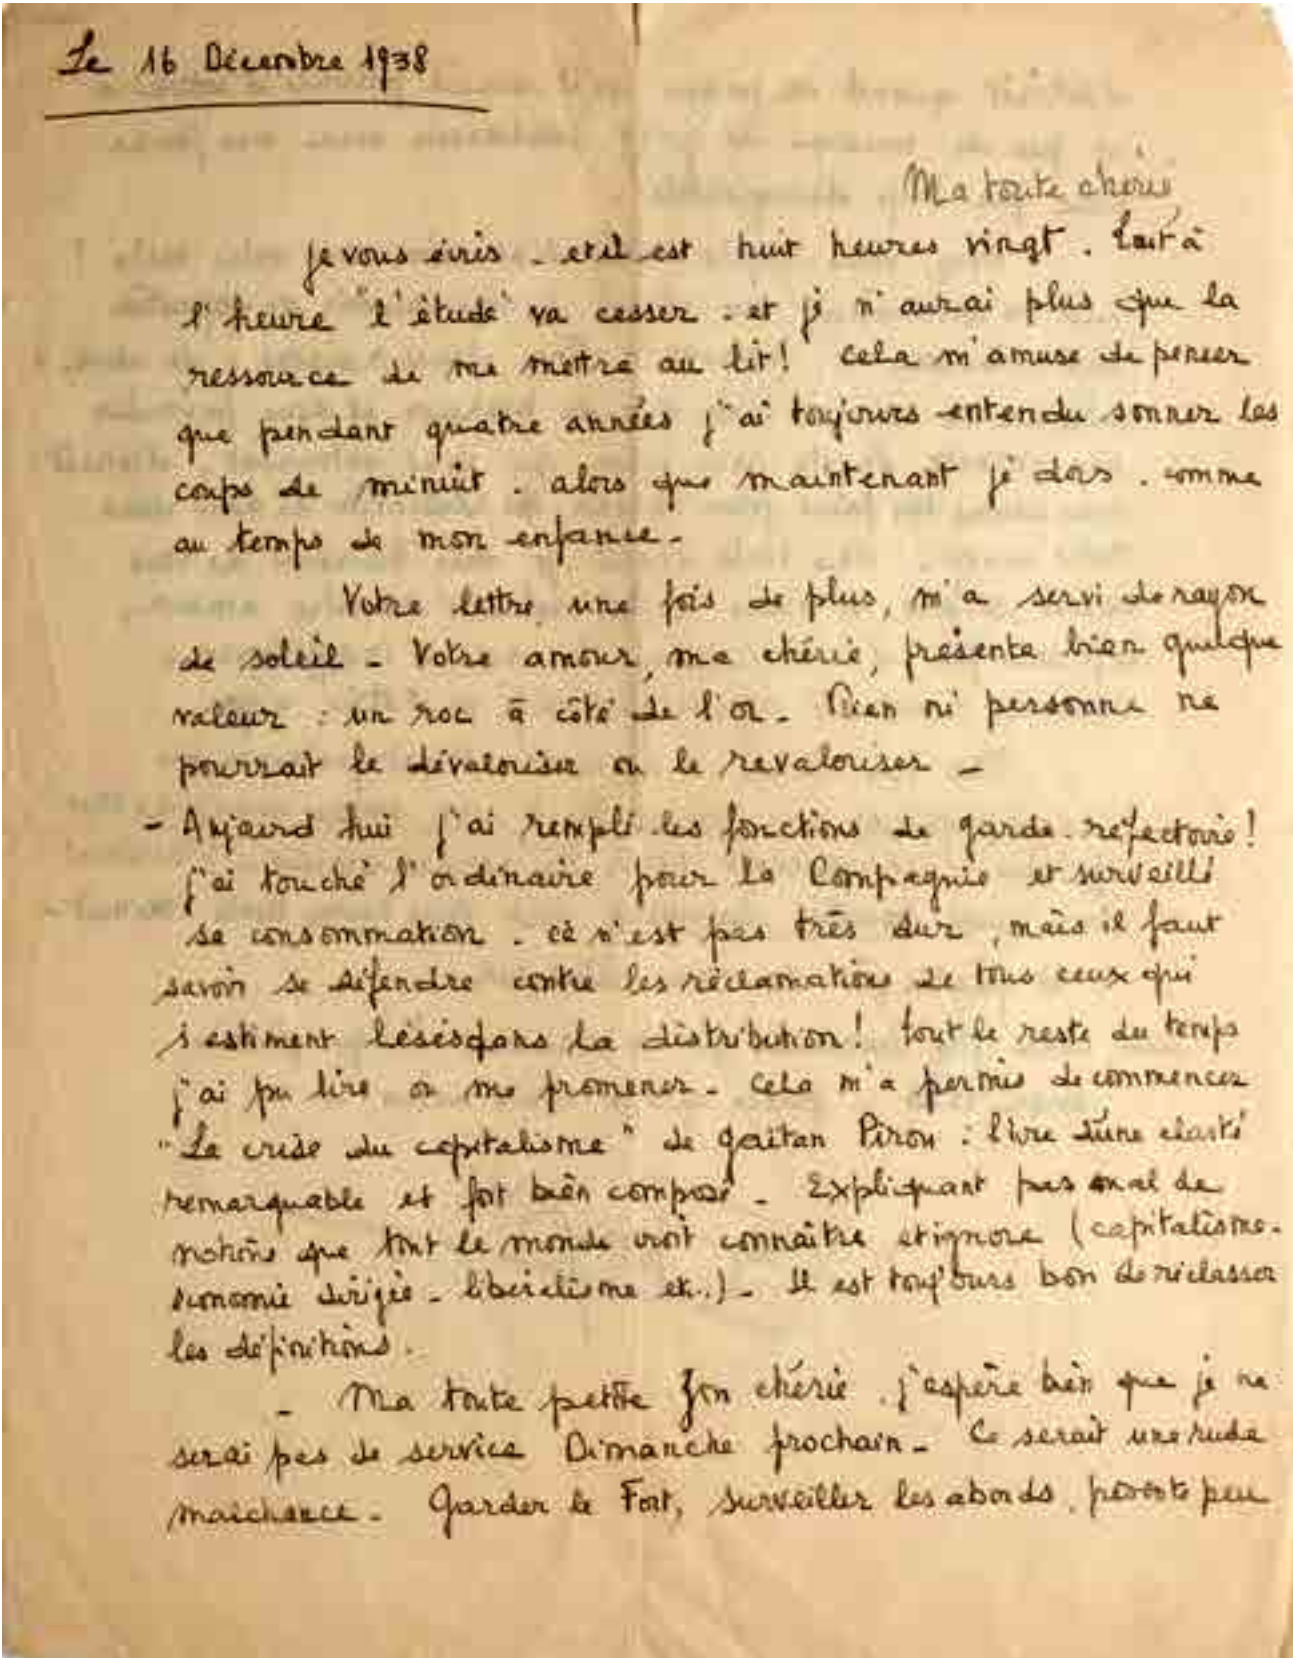 Le 16 Décembre 1938
Ma toute chérie
je vous écris - et il est huit heures vingt. Tout à
l'heure l'étude va cesser - et je n'aurai plus que la
ressource de me mettre au lit! Cela m'amuse de penser
que pendant quatre années j'ai toujours entendu sonner les
coups de minuit - alors que maintenant je dors - comme
au temps de mon enfance -
Votre lettre, une fois de plus, m'a servi de rayon
de soleil - Votre amour, ma chérie, présente bien quelque
valeur : un roc à côté de l'or - Rien ni personne ne
pourrait le dévaloriser ou le revaloriser -
- Aujourd'hui j'ai rempli les fonctions de garde-réfectoire!
j'ai touché l'ordinaire pour la Compagnie et surveillé
sa consommation - ce n'est pas très dur, mais il faut
savoir se défendre contre les réclamations de tous ceux qui
s'estiment lésés dans la distribution! tout le reste du temps
j'ai pu lire ou me promener - Cela m'a permis de commencer
"La crise du capitalisme" de Gaëtan Pirou : livre d'une clarté
remarquable et fort bien composé - Expliquant pas mal de
notions que tout le monde croit connaître et ignore (capitalisme -
économie dirigée - libéralisme etc..) - Il est toujours bon de reclasser
les définitions.
- Ma toute petite chérie, j'espère bien que je ne
serai pas de service Dimanche prochain - Ce serait une rude
malchance - Garder le Fort, surveiller les abords, peu